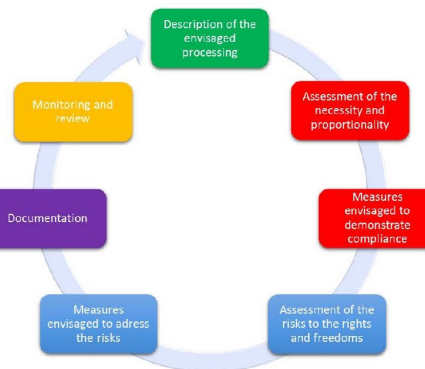 Description of the
envisaged
processing
Assessment of the
necessity and
proportionality
Measures
envisaged to
demonstrate
compliance
Assessment of the
risks to the rights
and freedoms
Measures
envisaged to adress
the risks
Documentation
Monitoring and
review